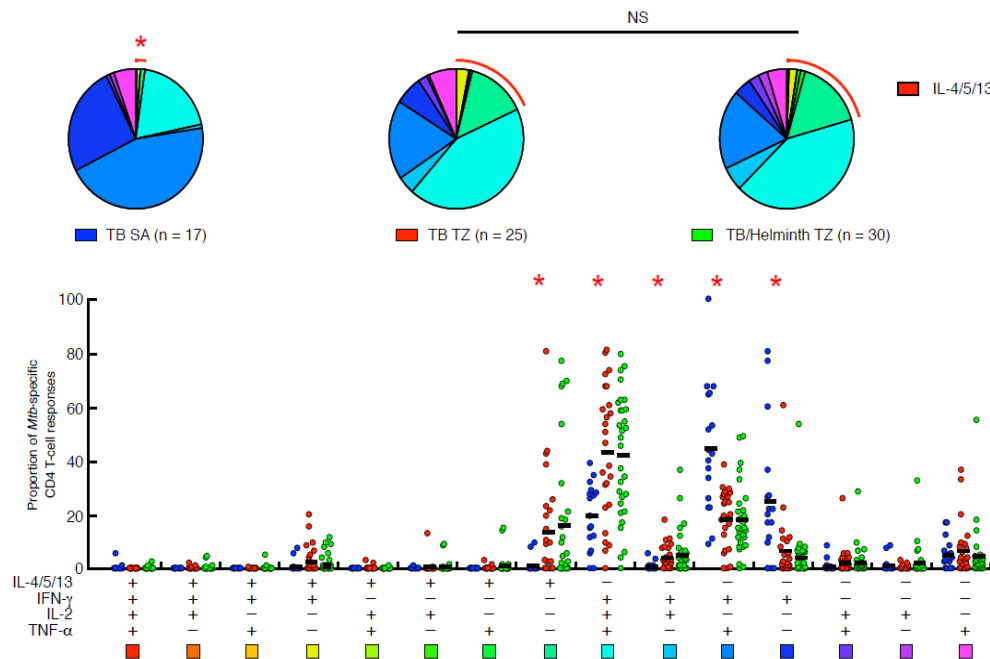 NS
*
IL-4/5/13
TB SA (n = 17)
TB TZ (n = 25)
TB/Helminth TZ (n = 30)
* * * * *
Proportion of Mtb-specific
CD4 T-cell responses
100
80
60
40
20
0
IL-4/5/13 + + + + + + + + − − − − − − −
IFN-γ + + + + − − − − + + + + − − −
IL-2 + + − − + + − − + + − − + + −
TNF-α + − + − + − + − + − + − + − +